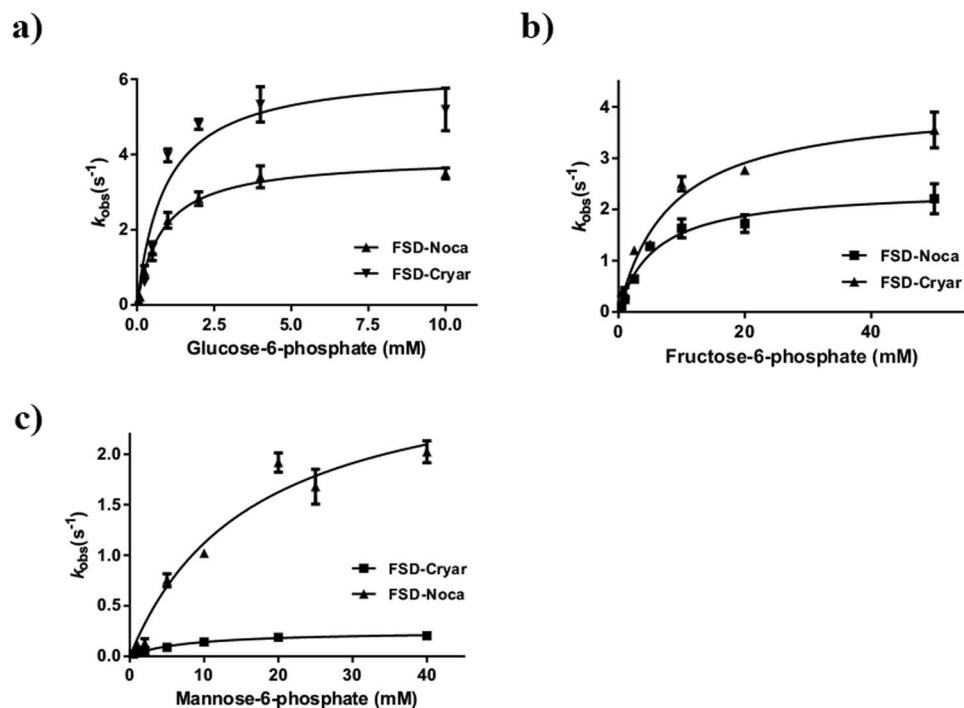 a)
6
4
2
0
k_obs(s⁻¹)
0.0 2.5 5.0 7.5 10.0
Glucose-6-phosphate (mM)
FSD-Noca
FSD-Cryar
b)
4
3
2
1
0
k_obs(s⁻¹)
0 20 40
Fructose-6-phosphate (mM)
FSD-Noca
FSD-Cryar
c)
2.0
1.5
1.0
0.5
0.0
k_obs(s⁻¹)
0 10 20 30 40
Mannose-6-phosphate (mM)
FSD-Cryar
FSD-Noca